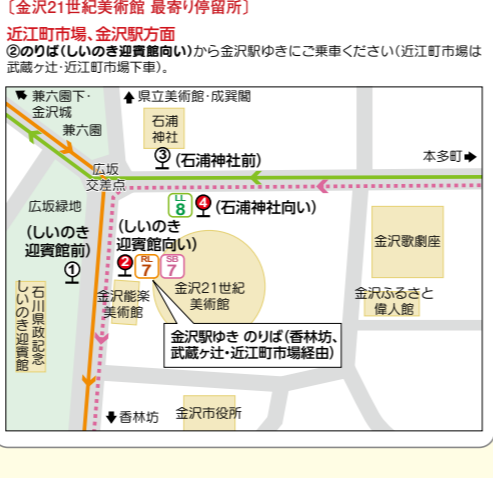 〔金沢21世紀美術館 最寄り停留所〕
近江町市場、金沢駅方面
②のりば(しいのき迎賓館向い)から金沢駅ゆきにご乗車ください(近江町市場は
武蔵ヶ辻・近江町市場下車)。
兼六園下・
金沢城
県立美術館・成巽閣
兼六園
石浦
神社
③(石浦神社前)
本多町
広坂
交差点
広坂緑地
LL
8
④(石浦神社向い)
(しいのき
迎賓館前)
①
(しいのき
迎賓館向い)
②
RL
7
SB
7
金沢歌劇座
金沢能楽
美術館
金沢21世紀
美術館
金沢ふるさと
偉人館
石川県政記念
しいのき迎賓館
金沢駅ゆき のりば(香林坊、
武蔵ヶ辻・近江町市場経由)
香林坊
金沢市役所